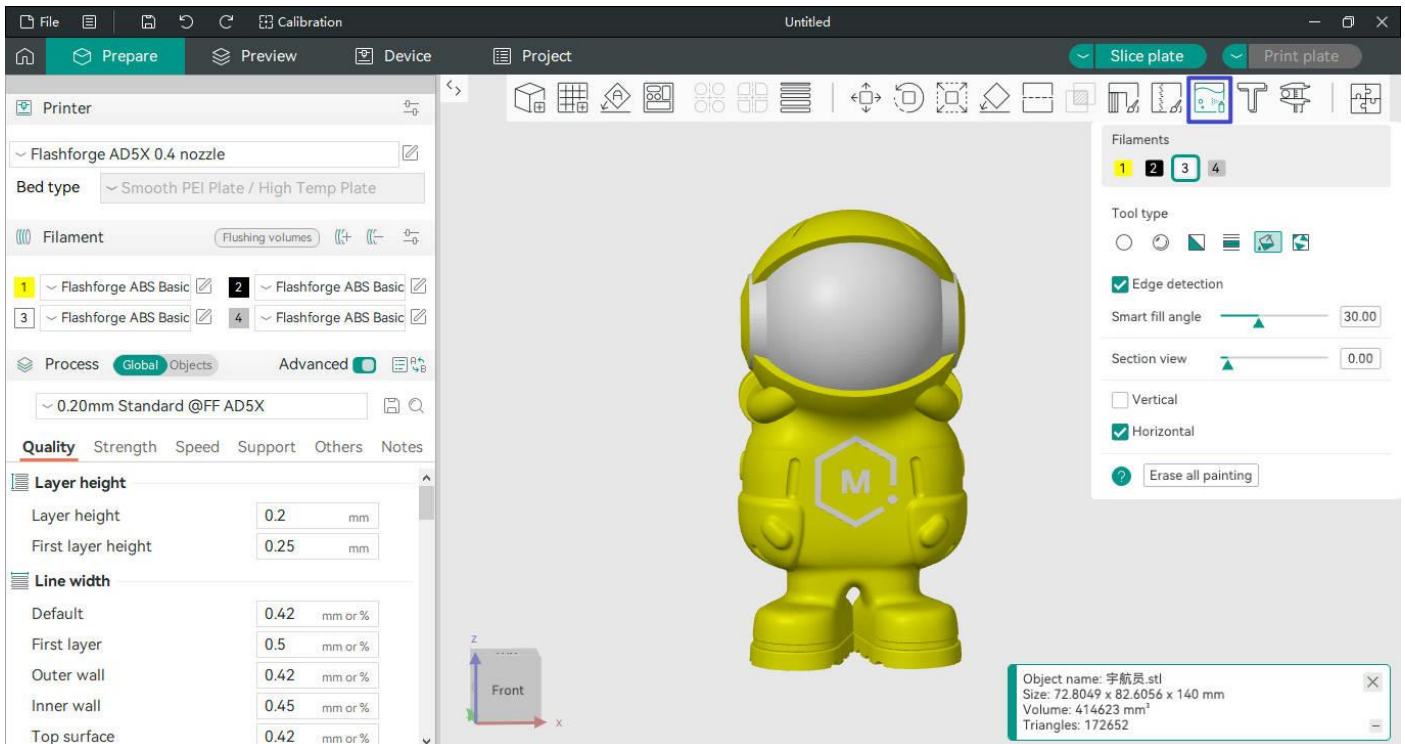 File Calibration Untitled
Prepare Preview Device Project Slice plate Print plate
Printer
Flashforge AD5X 0.4 nozzle
Bed type Smooth PEI Plate / High Temp Plate
Filament Flushing volumes
1 Flashforge ABS Basic 2 Flashforge ABS Basic
3 Flashforge ABS Basic 4 Flashforge ABS Basic
Process Global Objects Advanced
0.20mm Standard @FF AD5X
Quality Strength Speed Support Others Notes
Layer height
Layer height 0.2 mm
First layer height 0.25 mm
Line width
Default 0.42 mm or %
First layer 0.5 mm or %
Outer wall 0.42 mm or %
Inner wall 0.45 mm or %
Top surface 0.42 mm or %
Filaments
1 2 3 4
Tool type
Edge detection
Smart fill angle 30.00
Section view 0.00
Vertical
Horizontal
? Erase all painting
M
z
Front
x
Object name: 宇航员.stl
Size: 72.8049 x 82.6056 x 140 mm
Volume: 414623 mm³
Triangles: 172652